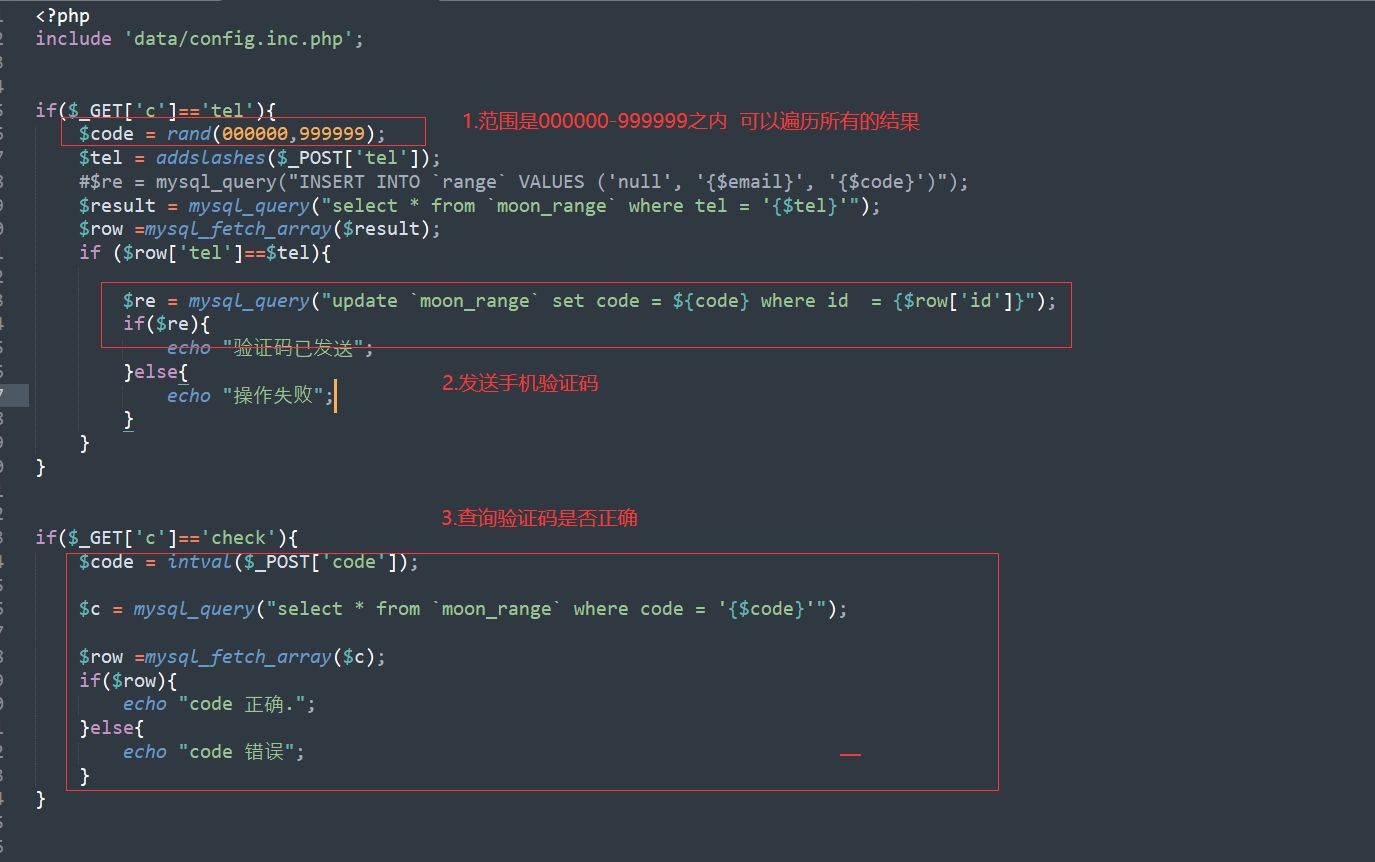 <?php
include 'data/config.inc.php';
if($_GET['c']=='tel'){
$code = rand(000000,999999);
1.范围是000000-999999之内 可以遍历所有的结果
$tel = addslashes($_POST['tel']);
#$re = mysql_query("INSERT INTO `range` VALUES ('null', '{$email}', '{$code}')");
$result = mysql_query("select * from `moon_range` where tel = '{$tel}'");
$row =mysql_fetch_array($result);
if ($row['tel']==$tel){
$re = mysql_query("update `moon_range` set code = ${code} where id  = {$row['id']}");
if($re){
echo "验证码已发送";
}else{
2.发送手机验证码
echo "操作失败";
}
}
}
3.查询验证码是否正确
if($_GET['c']=='check'){
$code = intval($_POST['code']);
$c = mysql_query("select * from `moon_range` where code = '{$code}'");
$row =mysql_fetch_array($c);
if($row){
echo "code 正确.";
}else{
echo "code 错误";
}
}